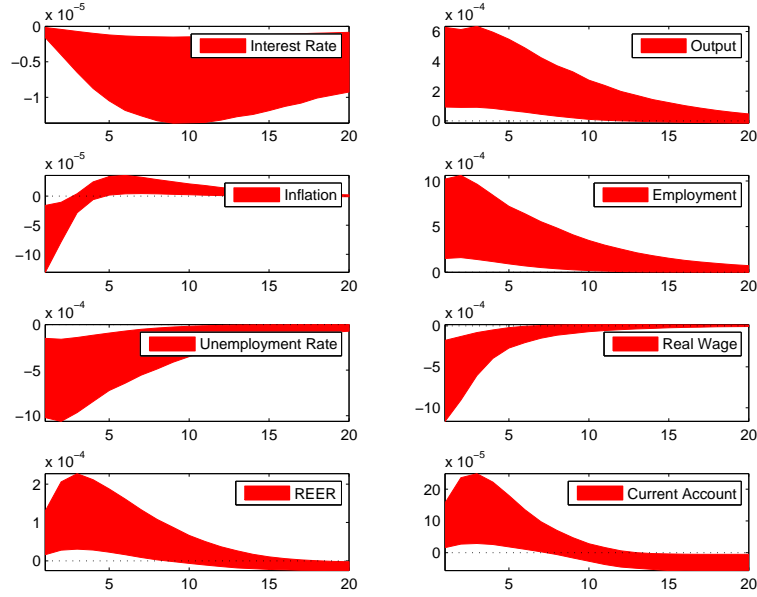 x 10⁻⁵
0
−0.5
−1
5 10 15 20
Interest Rate
x 10⁻⁴
6
4
2
0
5 10 15 20
Output
x 10⁻⁵
0
−5
−10
5 10 15 20
Inflation
x 10⁻⁴
10
5
0
5 10 15 20
Employment
x 10⁻⁴
0
−5
−10
5 10 15 20
Unemployment Rate
x 10⁻⁴
0
−5
−10
5 10 15 20
Real Wage
x 10⁻⁴
2
1
0
5 10 15 20
REER
x 10⁻⁵
20
10
0
5 10 15 20
Current Account